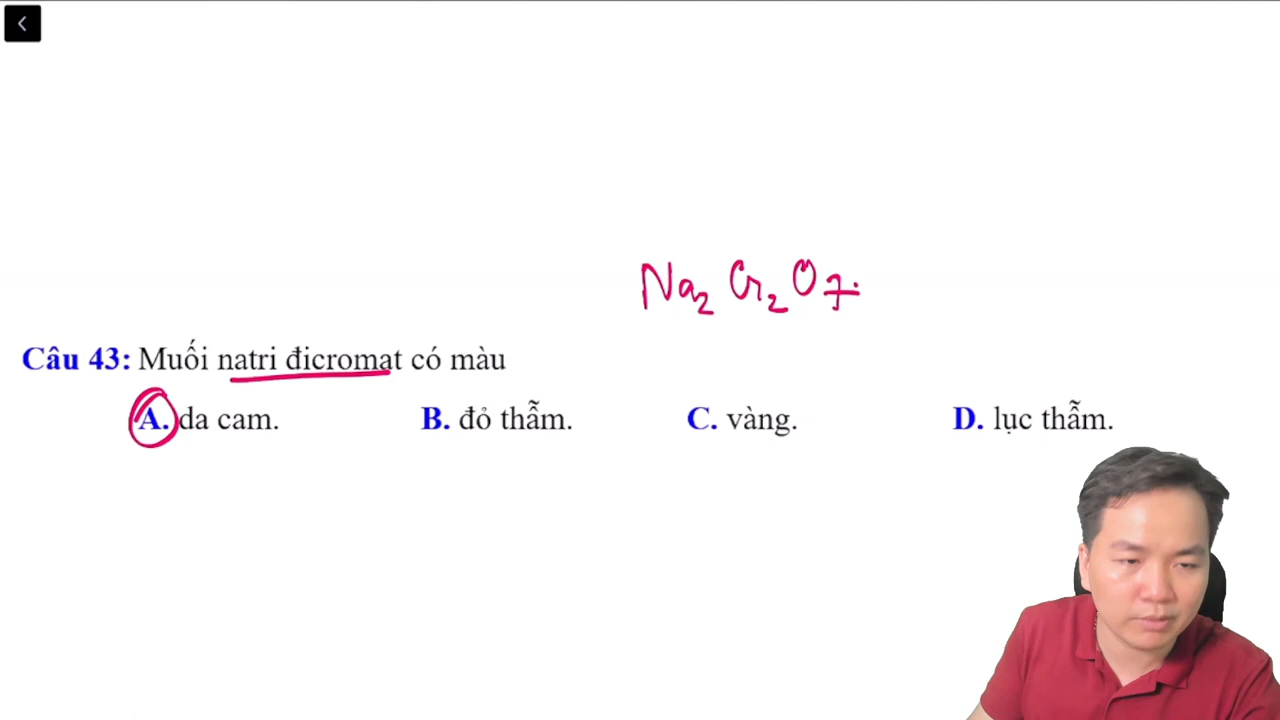 Na₂Cr₂O₇.
Câu 43: Muối natri đicromat có màu
A. da cam. B. đỏ thẫm. C. vàng. D. lục thẫm.